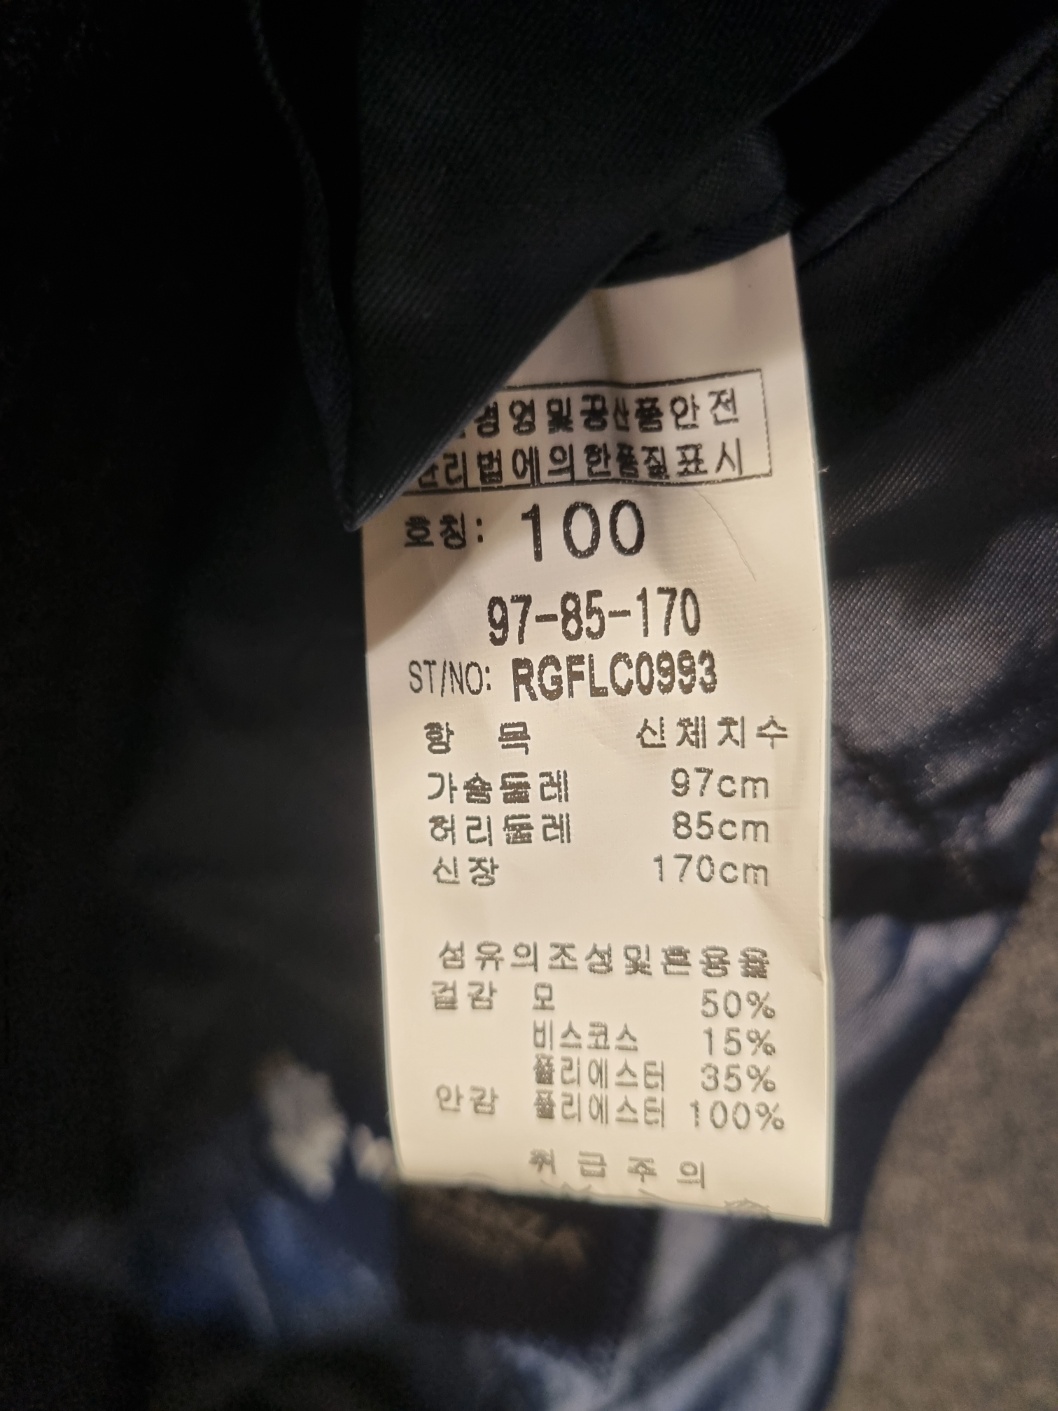 경영및공산품안전
관리법에의한품질표시
호칭: 100
97-85-170
ST/NO: RGFLC0993
항 목 신체치수
가슴둘레 97cm
허리둘레 85cm
신장 170cm
섬유의조성및혼용율
겉감 모 50%
비스코스 15%
폴리에스터 35%
안감 폴리에스터 100%
취급주의